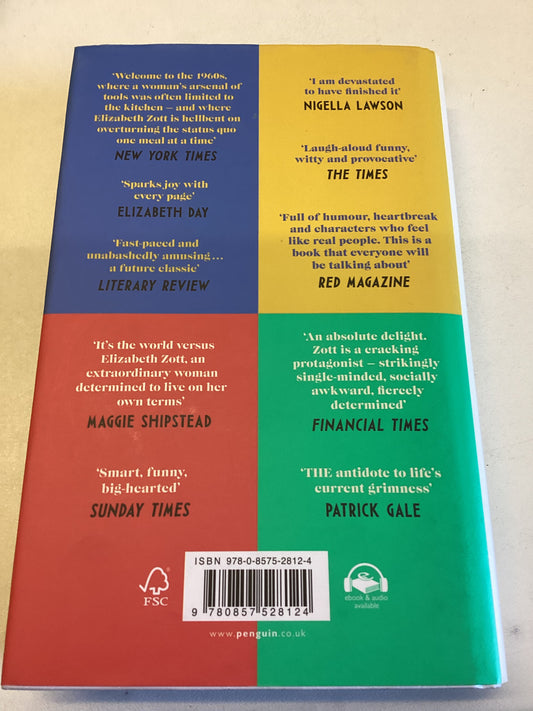 ‘Welcome to the 1960s,
where a woman’s arsenal of
tools was often limited to
the kitchen – and where
Elizabeth Zott is hellbent on
overturning the status quo
one meal at a time’
NEW YORK TIMES
‘Sparks joy with
every page’
ELIZABETH DAY
‘Fast-paced and
unabashedly amusing…
a future classic’
LITERARY REVIEW
‘I am devastated
to have finished it’
NIGELLA LAWSON
‘Laugh-aloud funny,
witty and provocative’
THE TIMES
‘Full of humour, heartbreak
and characters who feel
like real people. This is a
book that everyone will
be talking about’
RED MAGAZINE
‘It’s the world versus
Elizabeth Zott, an
extraordinary woman
determined to live on her
own terms’
MAGGIE SHIPSTEAD
‘Smart, funny,
big-hearted’
SUNDAY TIMES
‘An absolute delight.
Zott is a cracking
protagonist – strikingly
single-minded, socially
awkward, fiercely
determined’
FINANCIAL TIMES
‘THE antidote to life’s
current grimness’
PATRICK GALE
FSC
ISBN 978-0-8575-2812-4
9 780857 528124
www.penguin.co.uk
ebook & audio
available